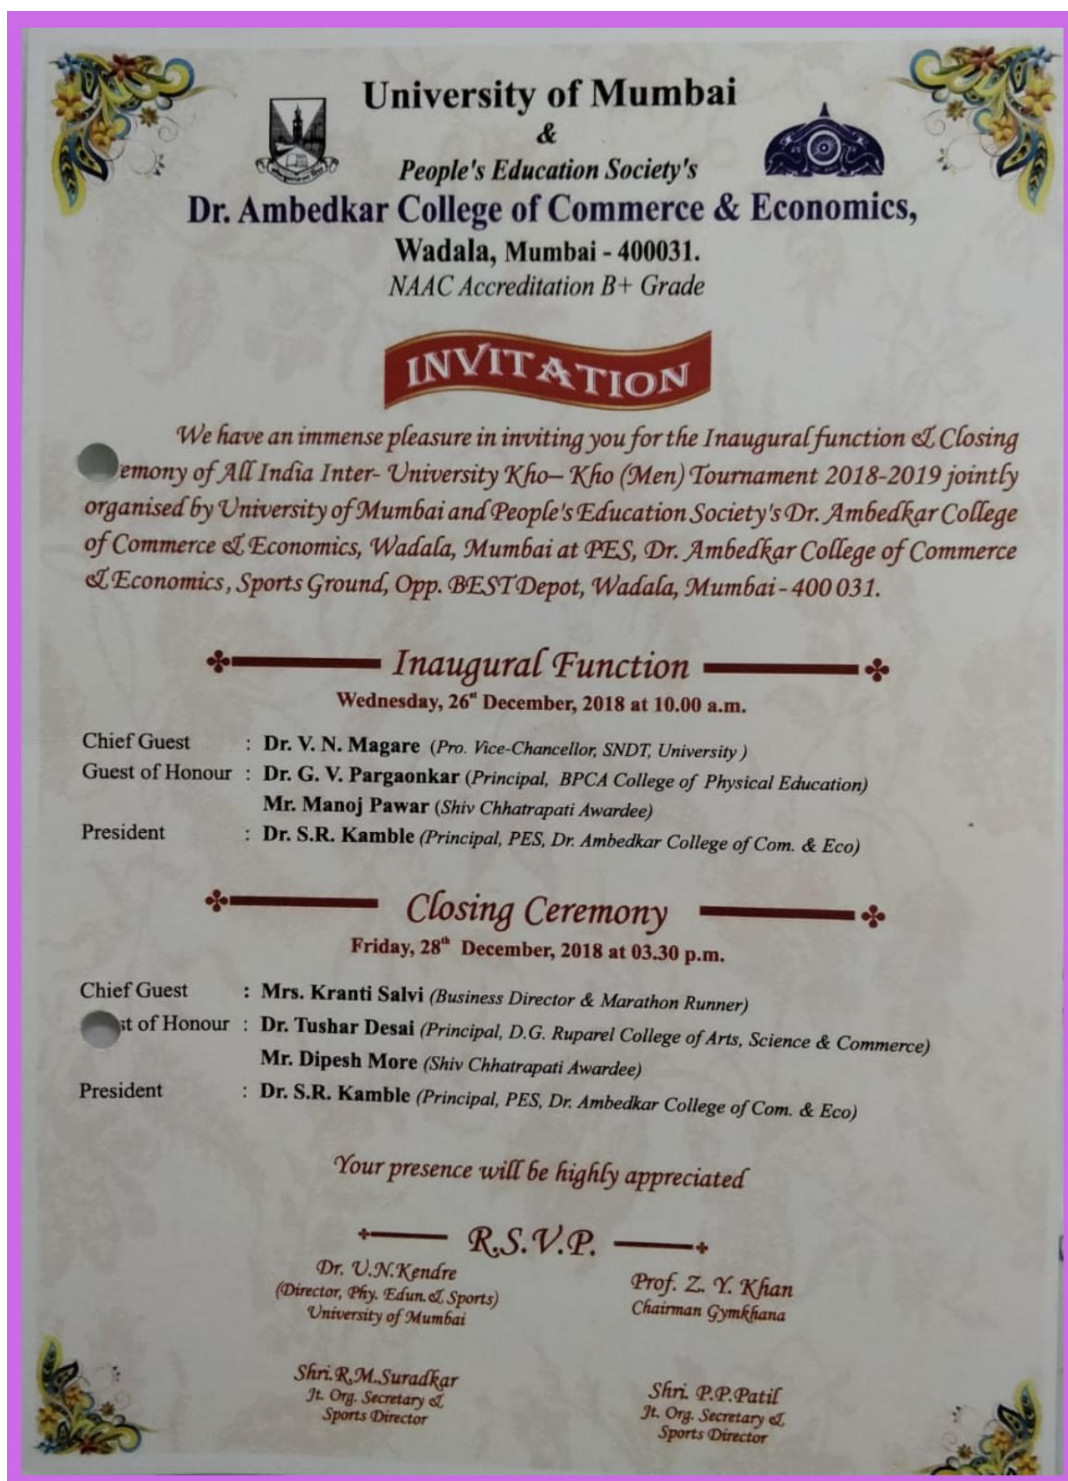 University of Mumbai
&
People's Education Society's
Dr. Ambedkar College of Commerce & Economics,
Wadala, Mumbai - 400031.
NAAC Accreditation B+ Grade
INVITATION
We have an immense pleasure in inviting you for the Inaugural function & Closing
emony of All India Inter- University Kho– Kho (Men) Tournament 2018-2019 jointly
organised by University of Mumbai and People's Education Society's Dr. Ambedkar College
of Commerce & Economics, Wadala, Mumbai at PES, Dr. Ambedkar College of Commerce
& Economics, Sports Ground, Opp. BEST Depot, Wadala, Mumbai - 400 031.
Inaugural Function
Wednesday, 26st December, 2018 at 10.00 a.m.
Chief Guest : Dr. V. N. Magare (Pro. Vice-Chancellor, SNDT, University )
Guest of Honour : Dr. G. V. Pargaonkar (Principal, BPCA College of Physical Education)
Mr. Manoj Pawar (Shiv Chhatrapati Awardee)
President : Dr. S.R. Kamble (Principal, PES, Dr. Ambedkar College of Com. & Eco)
Closing Ceremony
Friday, 28th December, 2018 at 03.30 p.m.
Chief Guest : Mrs. Kranti Salvi (Business Director & Marathon Runner)
st of Honour : Dr. Tushar Desai (Principal, D.G. Ruparel College of Arts, Science & Commerce)
Mr. Dipesh More (Shiv Chhatrapati Awardee)
President : Dr. S.R. Kamble (Principal, PES, Dr. Ambedkar College of Com. & Eco)
Your presence will be highly appreciated
R.S.V.P.
Dr. U.N.Kendre
(Director, Phy. Edun. & Sports)
University of Mumbai
Prof. Z. Y. Khan
Chairman Gymkhana
Shri.R.M.Suradkar
Jt. Org. Secretary &
Sports Director
Shri. P.P.Patil
Jt. Org. Secretary &
Sports Director